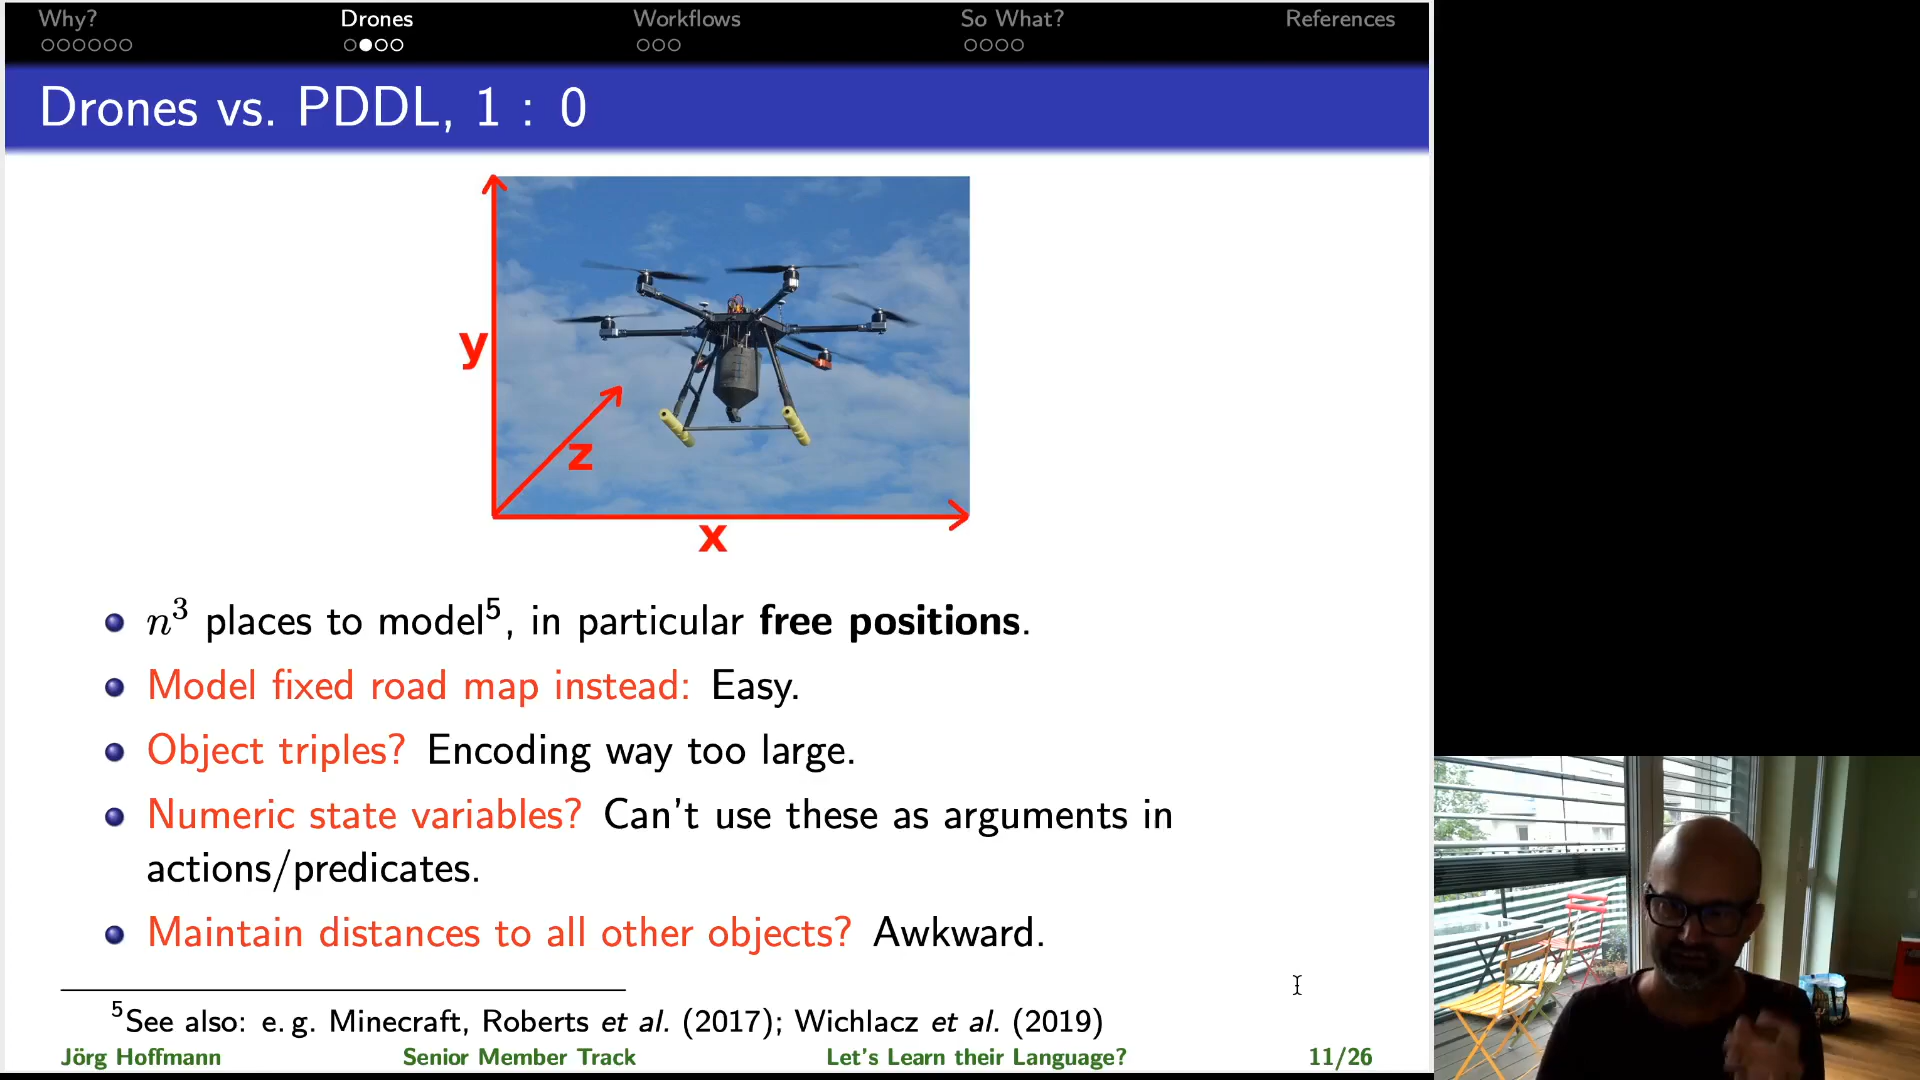 Why?
Drones
Workflows
So What?
References
Drones vs. PDDL, 1 : 0
y
z
x
n³ places to model⁵, in particular free positions.
Model fixed road map instead: Easy.
Object triples? Encoding way too large.
Numeric state variables? Can't use these as arguments in
actions/predicates.
Maintain distances to all other objects? Awkward.
⁵See also: e. g. Minecraft, Roberts et al. (2017); Wichlacz et al. (2019)
Jörg Hoffmann
Senior Member Track
Let's Learn their Language?
11/26